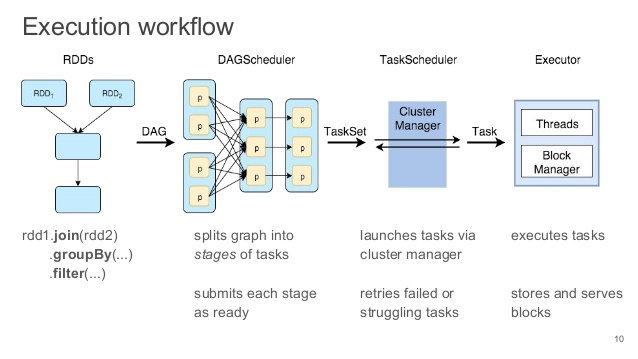 Execution workflow
RDDs
DAGScheduler
TaskScheduler
Executor
RDD1
RDD2
DAG
p
p
p
p
p
p
p
p
p
p
TaskSet
Cluster
Manager
Task
Threads
Block
Manager
rdd1.join(rdd2)
.groupBy(...)
.filter(...)
splits graph into
stages of tasks
submits each stage
as ready
launches tasks via
cluster manager
retries failed or
struggling tasks
executes tasks
stores and serves
blocks
10